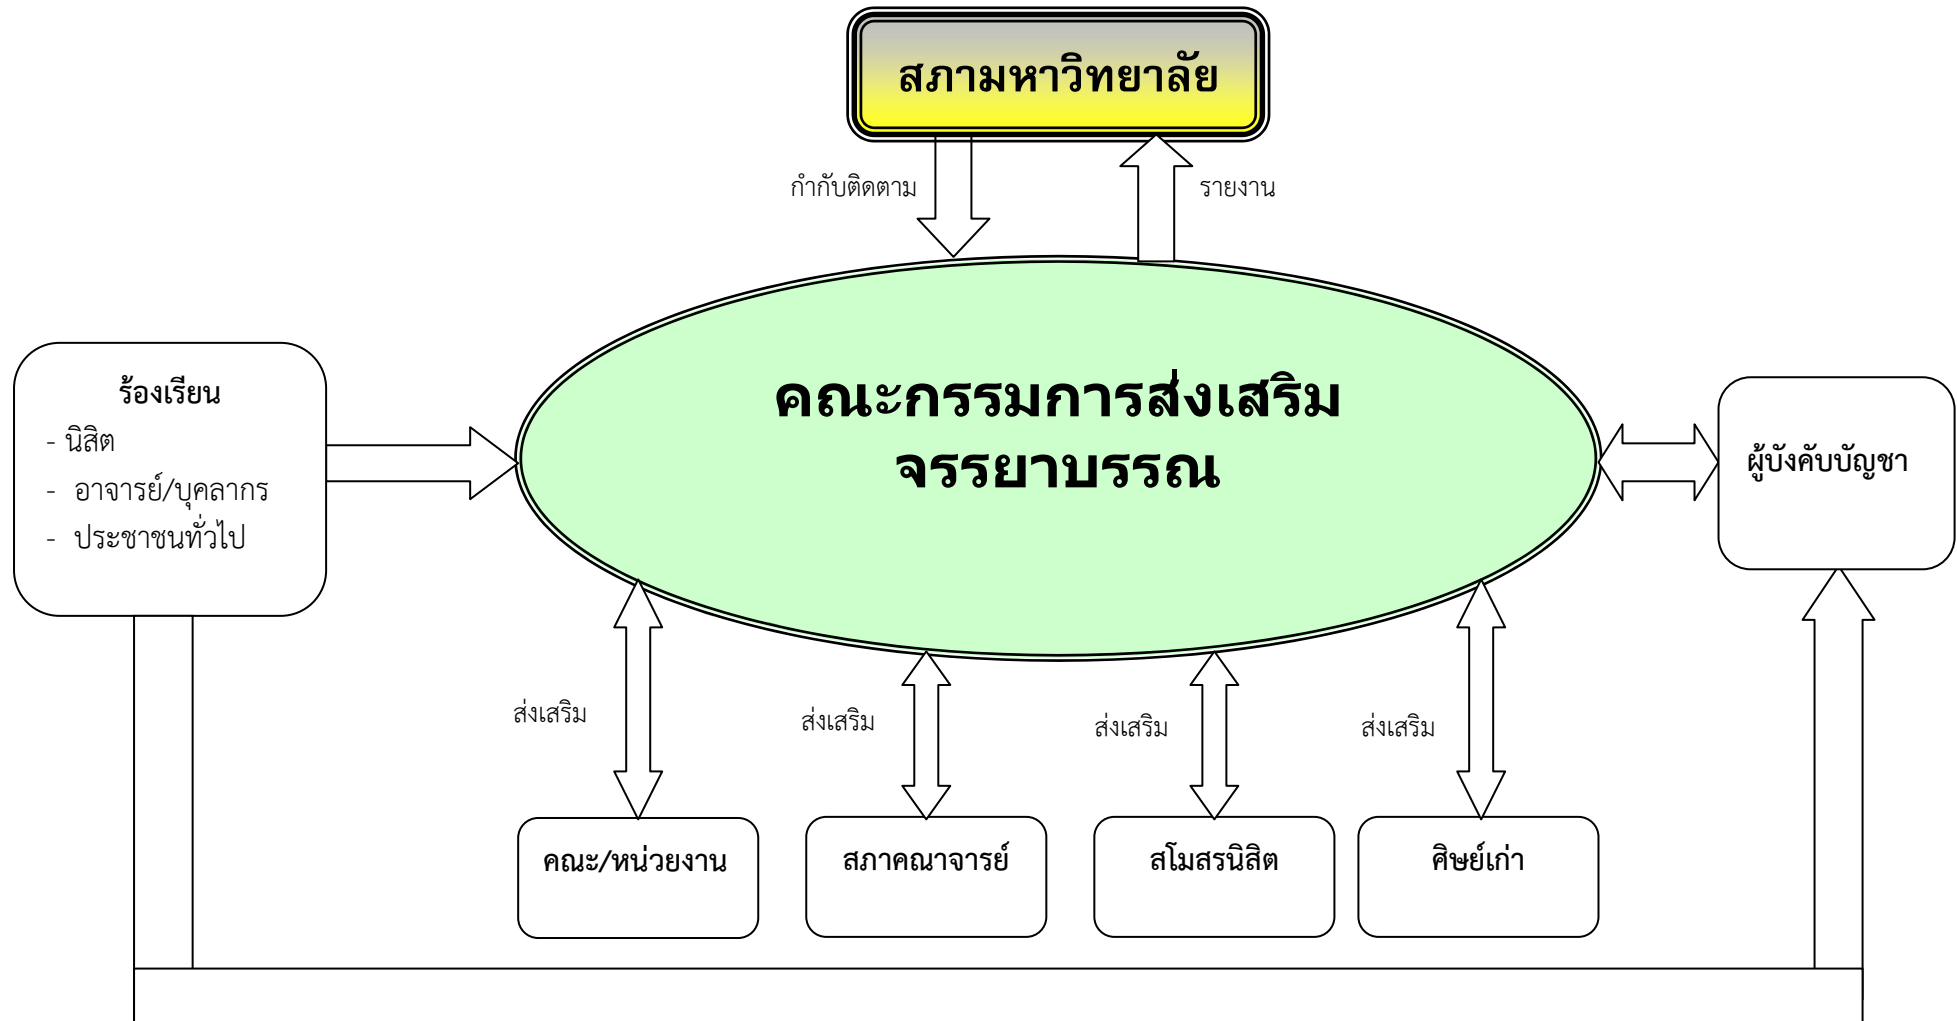 สภามหาวิทยาลัย
กำกับติดตาม
รายงาน
ร้องเรียน
- นิสิต
- อาจารย์/บุคลากร
- ประชาชนทั่วไป
คณะกรรมการส่งเสริม
จรรยาบรรณ
ผู้บังคับบัญชา
ส่งเสริม
ส่งเสริม
ส่งเสริม
ส่งเสริม
คณะ/หน่วยงาน
สภาคณาจารย์
สโมสรนิสิต
ศิษย์เก่า